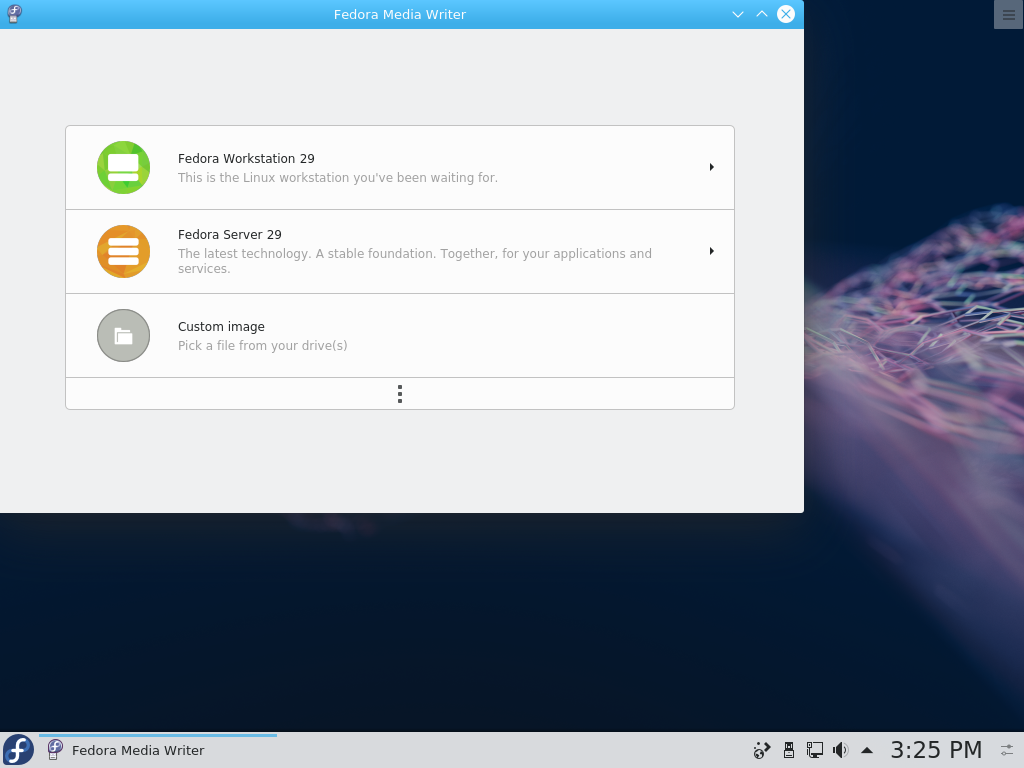 Fedora Media Writer
Fedora Workstation 29
This is the Linux workstation you've been waiting for.
Fedora Server 29
The latest technology. A stable foundation. Together, for your applications and
services.
Custom image
Pick a file from your drive(s)
Fedora Media Writer
3:25 PM